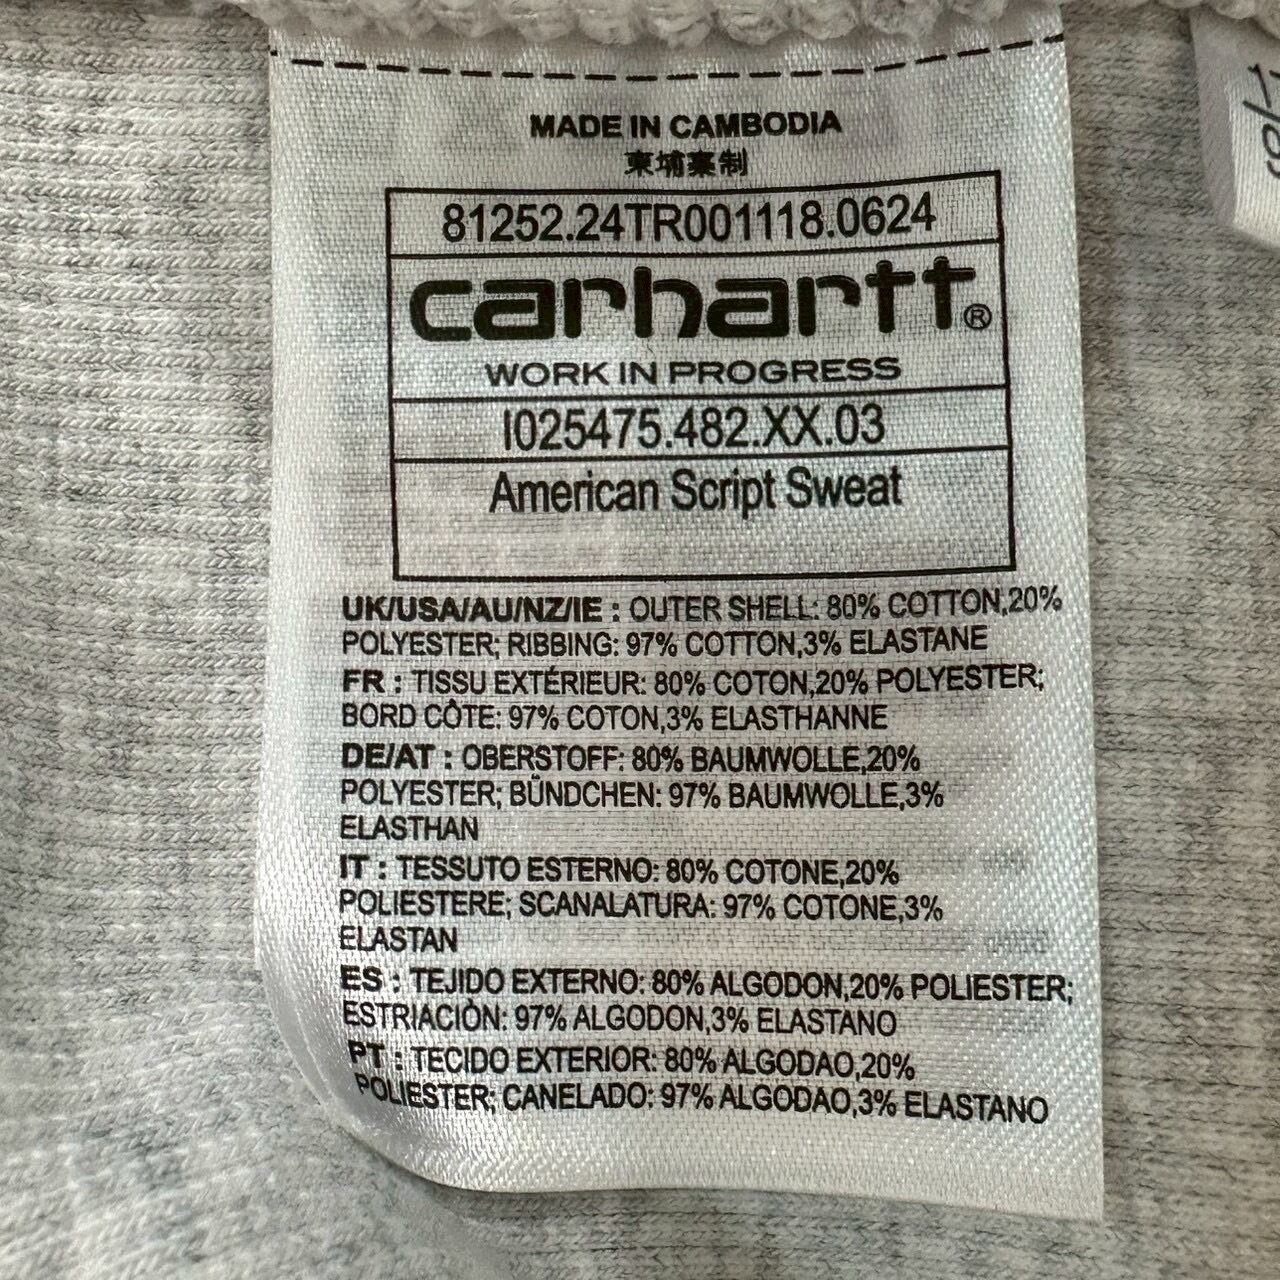 MADE IN CAMBODIA
柬埔寨制
81252.24TR001118.0624
carhartt®
WORK IN PROGRESS
I025475.482.XX.03
American Script Sweat
UK/USA/AU/NZ/IE : OUTER SHELL: 80% COTTON,20%
POLYESTER; RIBBING: 97% COTTON,3% ELASTANE
FR : TISSU EXTÉRIEUR: 80% COTON,20% POLYESTER;
BORD CÔTE: 97% COTON,3% ELASTHANNE
DE/AT : OBERSTOFF: 80% BAUMWOLLE,20%
POLYESTER; BÜNDCHEN: 97% BAUMWOLLE,3%
ELASTHAN
IT : TESSUTO ESTERNO: 80% COTONE,20%
POLIESTERE; SCANALATURA: 97% COTONE,3%
ELASTAN
ES : TEJIDO EXTERNO: 80% ALGODON,20% POLIESTER;
ESTRIACIÒN: 97% ALGODON,3% ELASTANO
PT : TECIDO EXTERIOR: 80% ALGODAO,20%
POLIESTER; CANELADO: 97% ALGODAO,3% ELASTANO